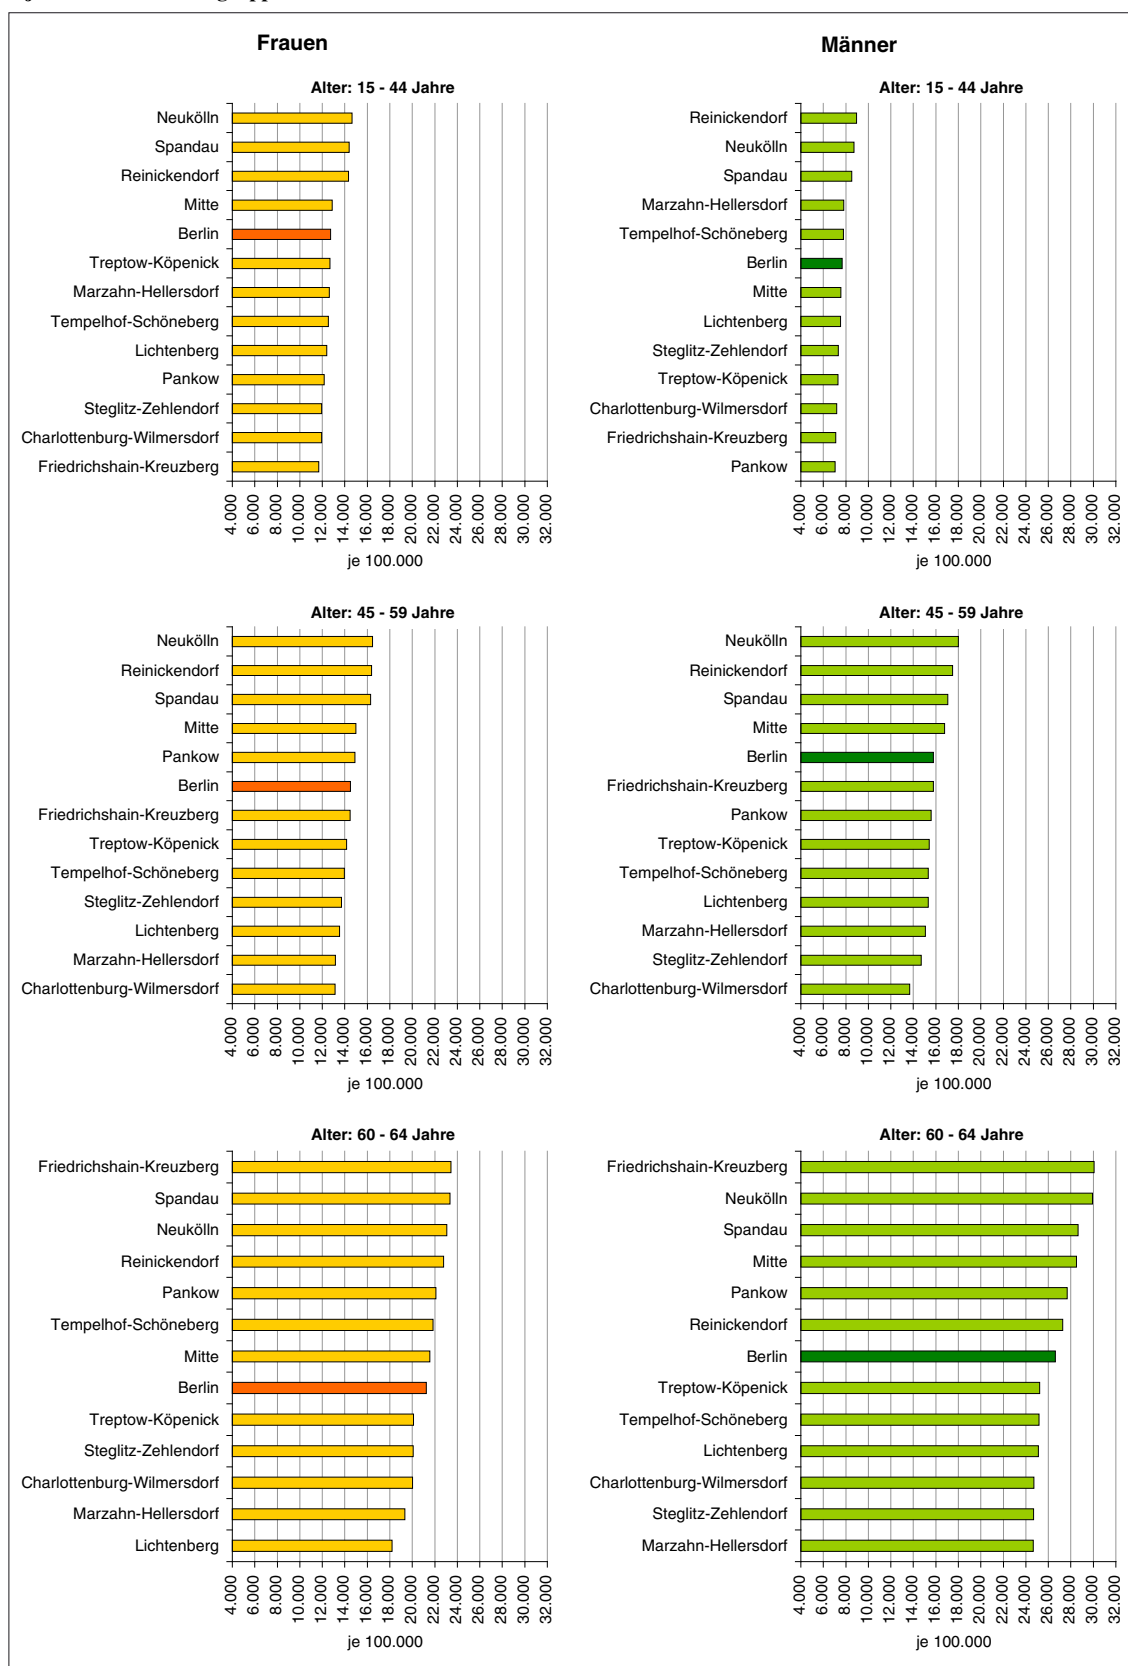 Frauen
Alter: 15 - 44 Jahre
Neukölln
Spandau
Reinickendorf
Mitte
Berlin
Treptow-Köpenick
Marzahn-Hellersdorf
Tempelhof-Schöneberg
Lichtenberg
Pankow
Steglitz-Zehlendorf
Charlottenburg-Wilmersdorf
Friedrichshain-Kreuzberg
4.000 6.000 8.000 10.000 12.000 14.000 16.000 18.000 20.000 22.000 24.000 26.000 28.000 30.000 32.000
je 100.000
Alter: 45 - 59 Jahre
Neukölln
Reinickendorf
Spandau
Mitte
Pankow
Berlin
Friedrichshain-Kreuzberg
Treptow-Köpenick
Tempelhof-Schöneberg
Steglitz-Zehlendorf
Lichtenberg
Marzahn-Hellersdorf
Charlottenburg-Wilmersdorf
4.000 6.000 8.000 10.000 12.000 14.000 16.000 18.000 20.000 22.000 24.000 26.000 28.000 30.000 32.000
je 100.000
Alter: 60 - 64 Jahre
Friedrichshain-Kreuzberg
Spandau
Neukölln
Reinickendorf
Pankow
Tempelhof-Schöneberg
Mitte
Berlin
Treptow-Köpenick
Steglitz-Zehlendorf
Charlottenburg-Wilmersdorf
Marzahn-Hellersdorf
Lichtenberg
4.000 6.000 8.000 10.000 12.000 14.000 16.000 18.000 20.000 22.000 24.000 26.000 28.000 30.000 32.000
je 100.000
Männer
Alter: 15 - 44 Jahre
Reinickendorf
Neukölln
Spandau
Marzahn-Hellersdorf
Tempelhof-Schöneberg
Berlin
Mitte
Lichtenberg
Steglitz-Zehlendorf
Treptow-Köpenick
Charlottenburg-Wilmersdorf
Friedrichshain-Kreuzberg
Pankow
4.000 6.000 8.000 10.000 12.000 14.000 16.000 18.000 20.000 22.000 24.000 26.000 28.000 30.000 32.000
je 100.000
Alter: 45 - 59 Jahre
Neukölln
Reinickendorf
Spandau
Mitte
Berlin
Friedrichshain-Kreuzberg
Pankow
Treptow-Köpenick
Tempelhof-Schöneberg
Lichtenberg
Marzahn-Hellersdorf
Steglitz-Zehlendorf
Charlottenburg-Wilmersdorf
4.000 6.000 8.000 10.000 12.000 14.000 16.000 18.000 20.000 22.000 24.000 26.000 28.000 30.000 32.000
je 100.000
Alter: 60 - 64 Jahre
Friedrichshain-Kreuzberg
Neukölln
Spandau
Mitte
Pankow
Reinickendorf
Berlin
Treptow-Köpenick
Tempelhof-Schöneberg
Lichtenberg
Charlottenburg-Wilmersdorf
Steglitz-Zehlendorf
Marzahn-Hellersdorf
4.000 6.000 8.000 10.000 12.000 14.000 16.000 18.000 20.000 22.000 24.000 26.000 28.000 30.000 32.000
je 100.000